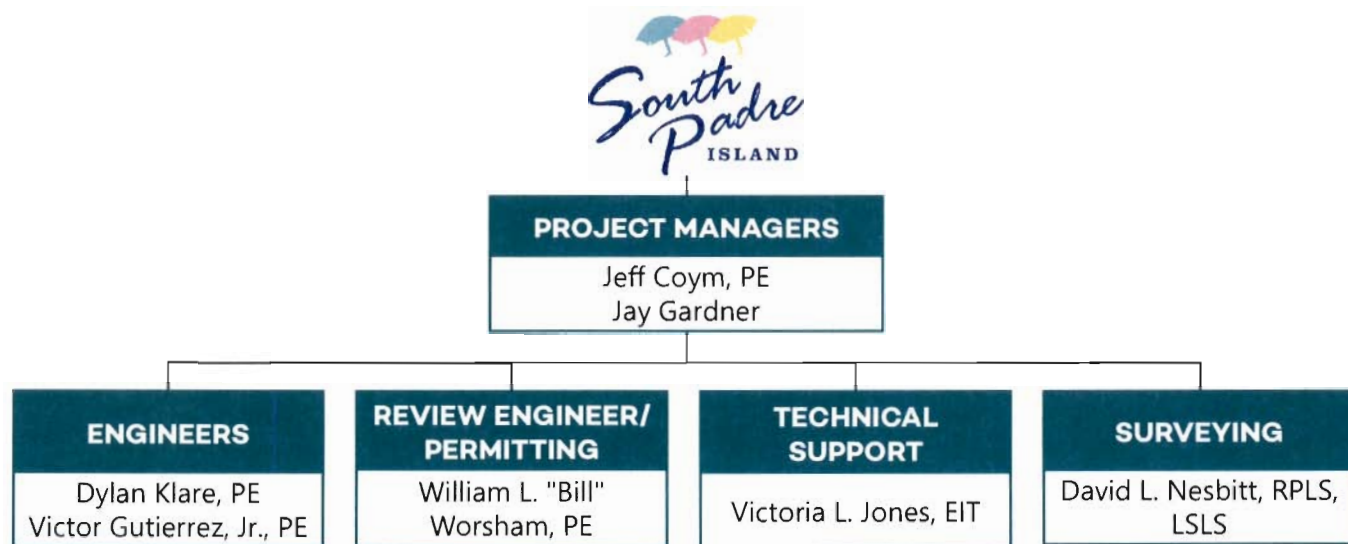 South
Padre
ISLAND
PROJECT MANAGERS
Jeff Coym, PE
Jay Gardner
ENGINEERS
Dylan Klare, PE
Victor Gutierrez, Jr., PE
REVIEW ENGINEER/
PERMITTING
William L. "Bill"
Worsham, PE
TECHNICAL
SUPPORT
Victoria L. Jones, EIT
SURVEYING
David L. Nesbitt, RPLS,
LSLS